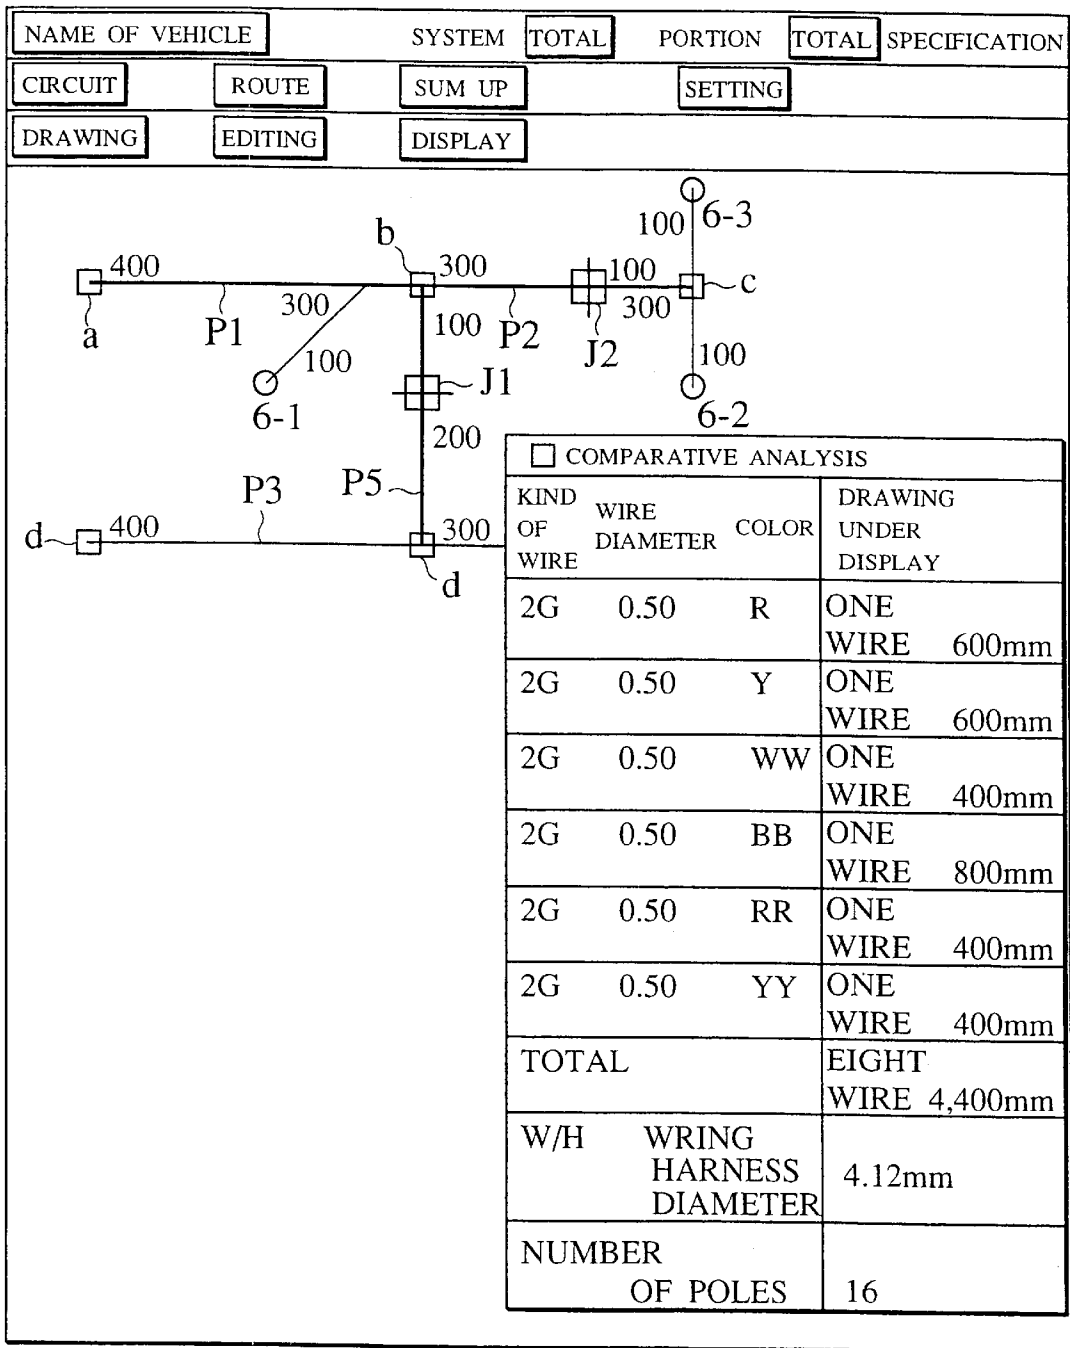 NAME OF VEHICLE SYSTEM TOTAL PORTION TOTAL SPECIFICATION
CIRCUIT ROUTE SUM UP SETTING
DRAWING EDITING DISPLAY
6-3
100
b
400 300 100 c
a P1 300 100 P2 J2 300
100 100
6-1 J1 6-2
200
P3 P5
d 400 300
d
COMPARATIVE ANALYSIS
KIND OF WIRE WIRE DIAMETER COLOR DRAWING UNDER DISPLAY
2G 0.50 R ONE
WIRE 600mm
2G 0.50 Y ONE
WIRE 600mm
2G 0.50 WW ONE
WIRE 400mm
2G 0.50 BB ONE
WIRE 800mm
2G 0.50 RR ONE
WIRE 400mm
2G 0.50 YY ONE
WIRE 400mm
TOTAL EIGHT
WIRE 4,400mm
W/H WRING
HARNESS 4.12mm
DIAMETER
NUMBER
OF POLES 16